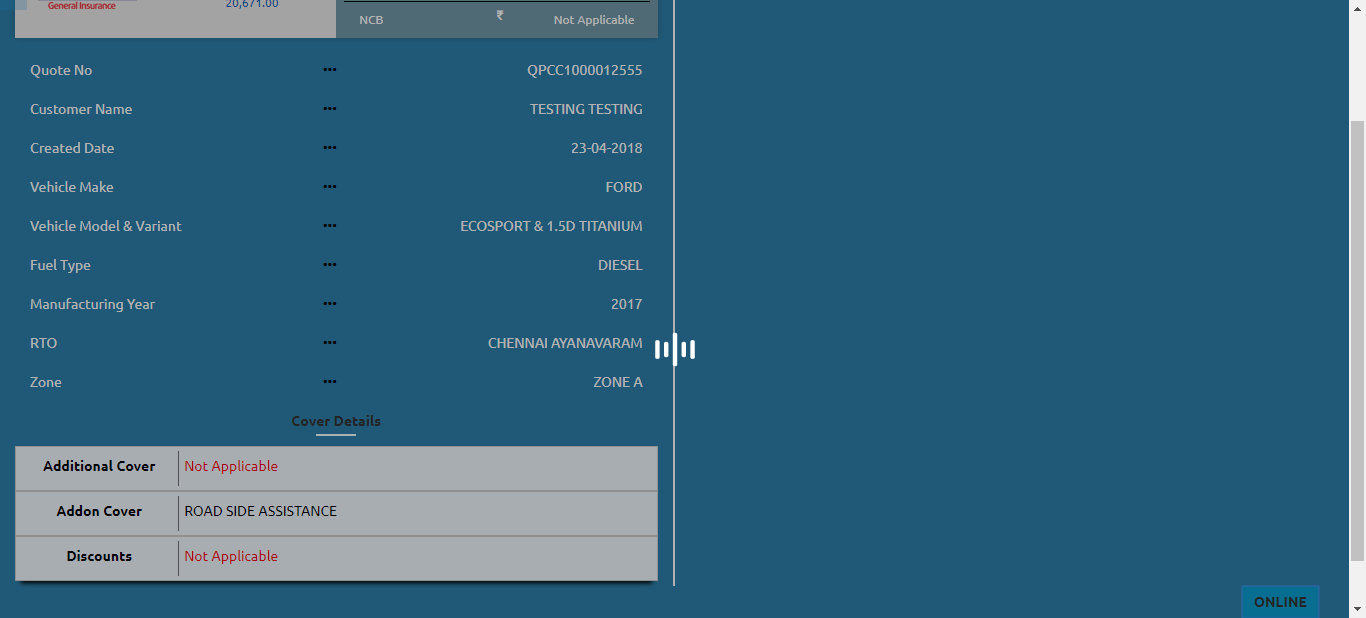 General Insurance
20,671.00
NCB ₹ Not Applicable
Quote No ••• QPCC1000012555
Customer Name ••• TESTING TESTING
Created Date ••• 23-04-2018
Vehicle Make ••• FORD
Vehicle Model & Variant ••• ECOSPORT & 1.5D TITANIUM
Fuel Type ••• DIESEL
Manufacturing Year ••• 2017
RTO ••• CHENNAI AYANAVARAM
Zone ••• ZONE A
Cover Details
Additional Cover Not Applicable
Addon Cover ROAD SIDE ASSISTANCE
Discounts Not Applicable
ONLINE